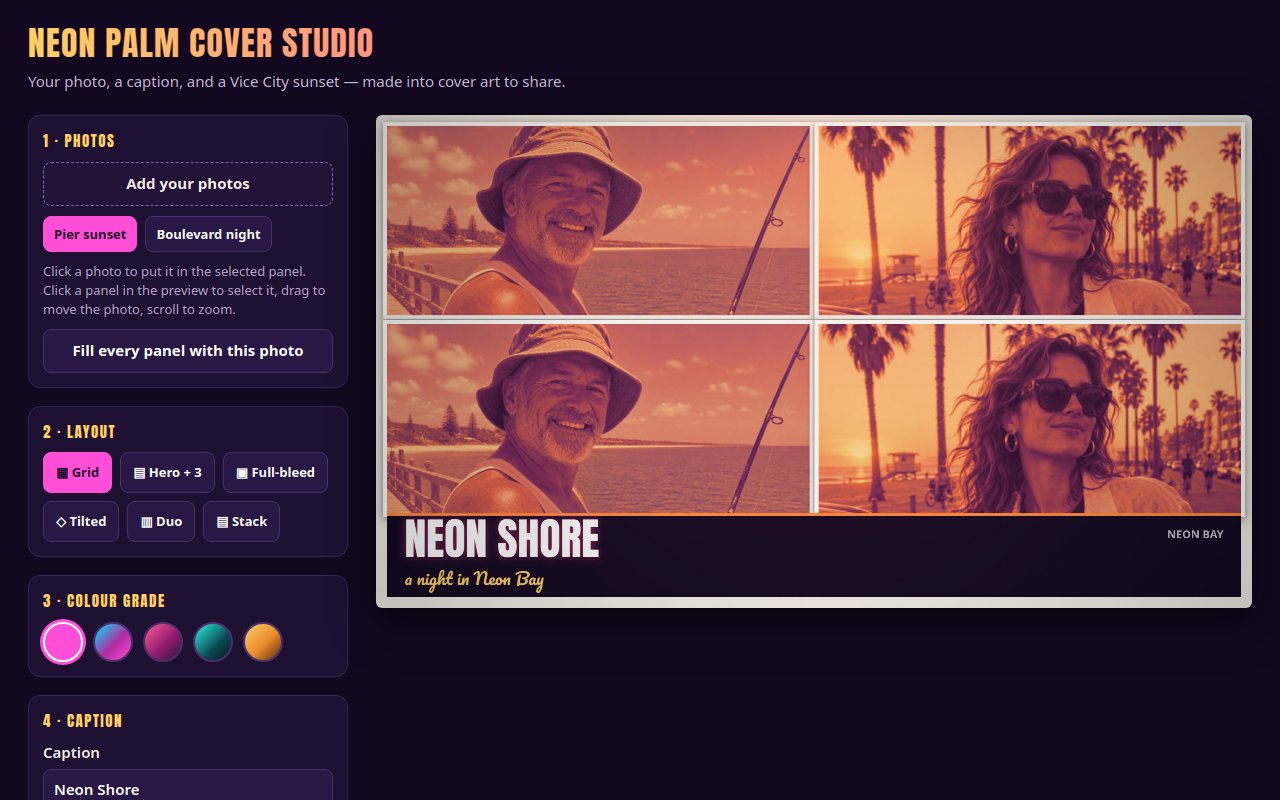 NEON PALM COVER STUDIO
Your photo, a caption, and a Vice City sunset — made into cover art to share.
1 · PHOTOS
Add your photos
Pier sunset
Boulevard night
Click a photo to put it in the selected panel.
Click a panel in the preview to select it, drag to
move the photo, scroll to zoom.
Fill every panel with this photo
2 · LAYOUT
Grid
Hero + 3
Full-bleed
Tilted
Duo
Stack
3 · COLOUR GRADE
4 · CAPTION
Caption
Neon Shore
NEON SHORE
a night in Neon Bay
NEON BAY